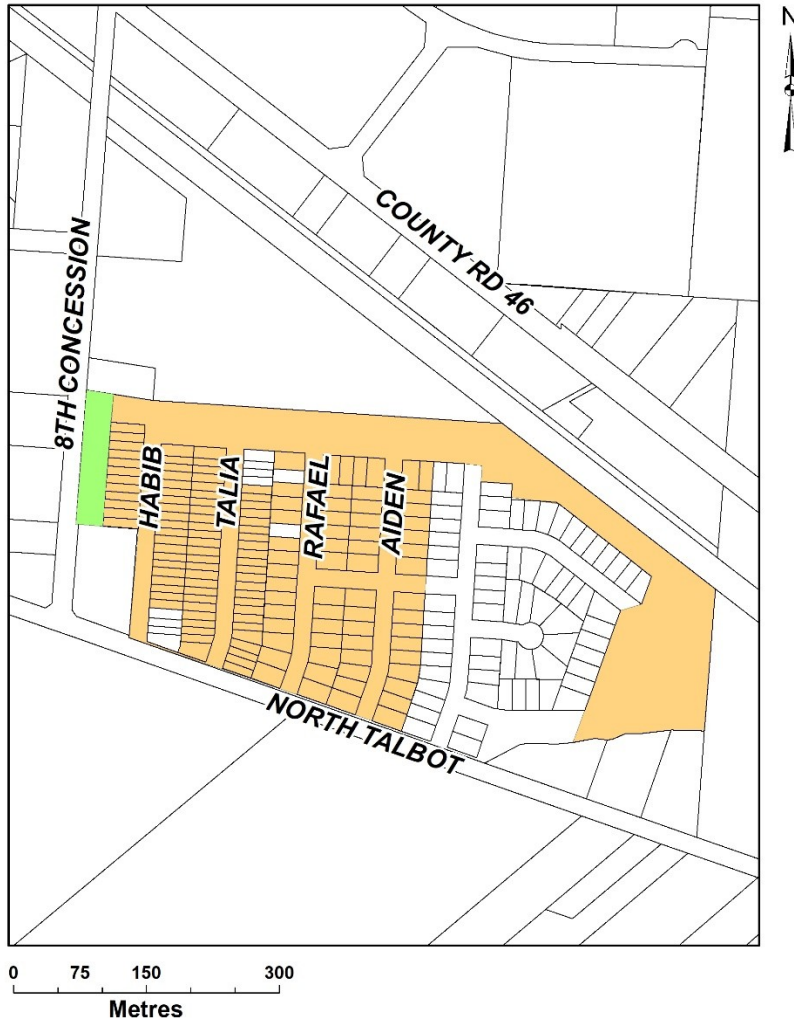 N
COUNTY RD 46
8TH CONCESSION
HABIB
TALIA
RAFAEL
AIDEN
NORTH TALBOT
0 75 150 300
Metres